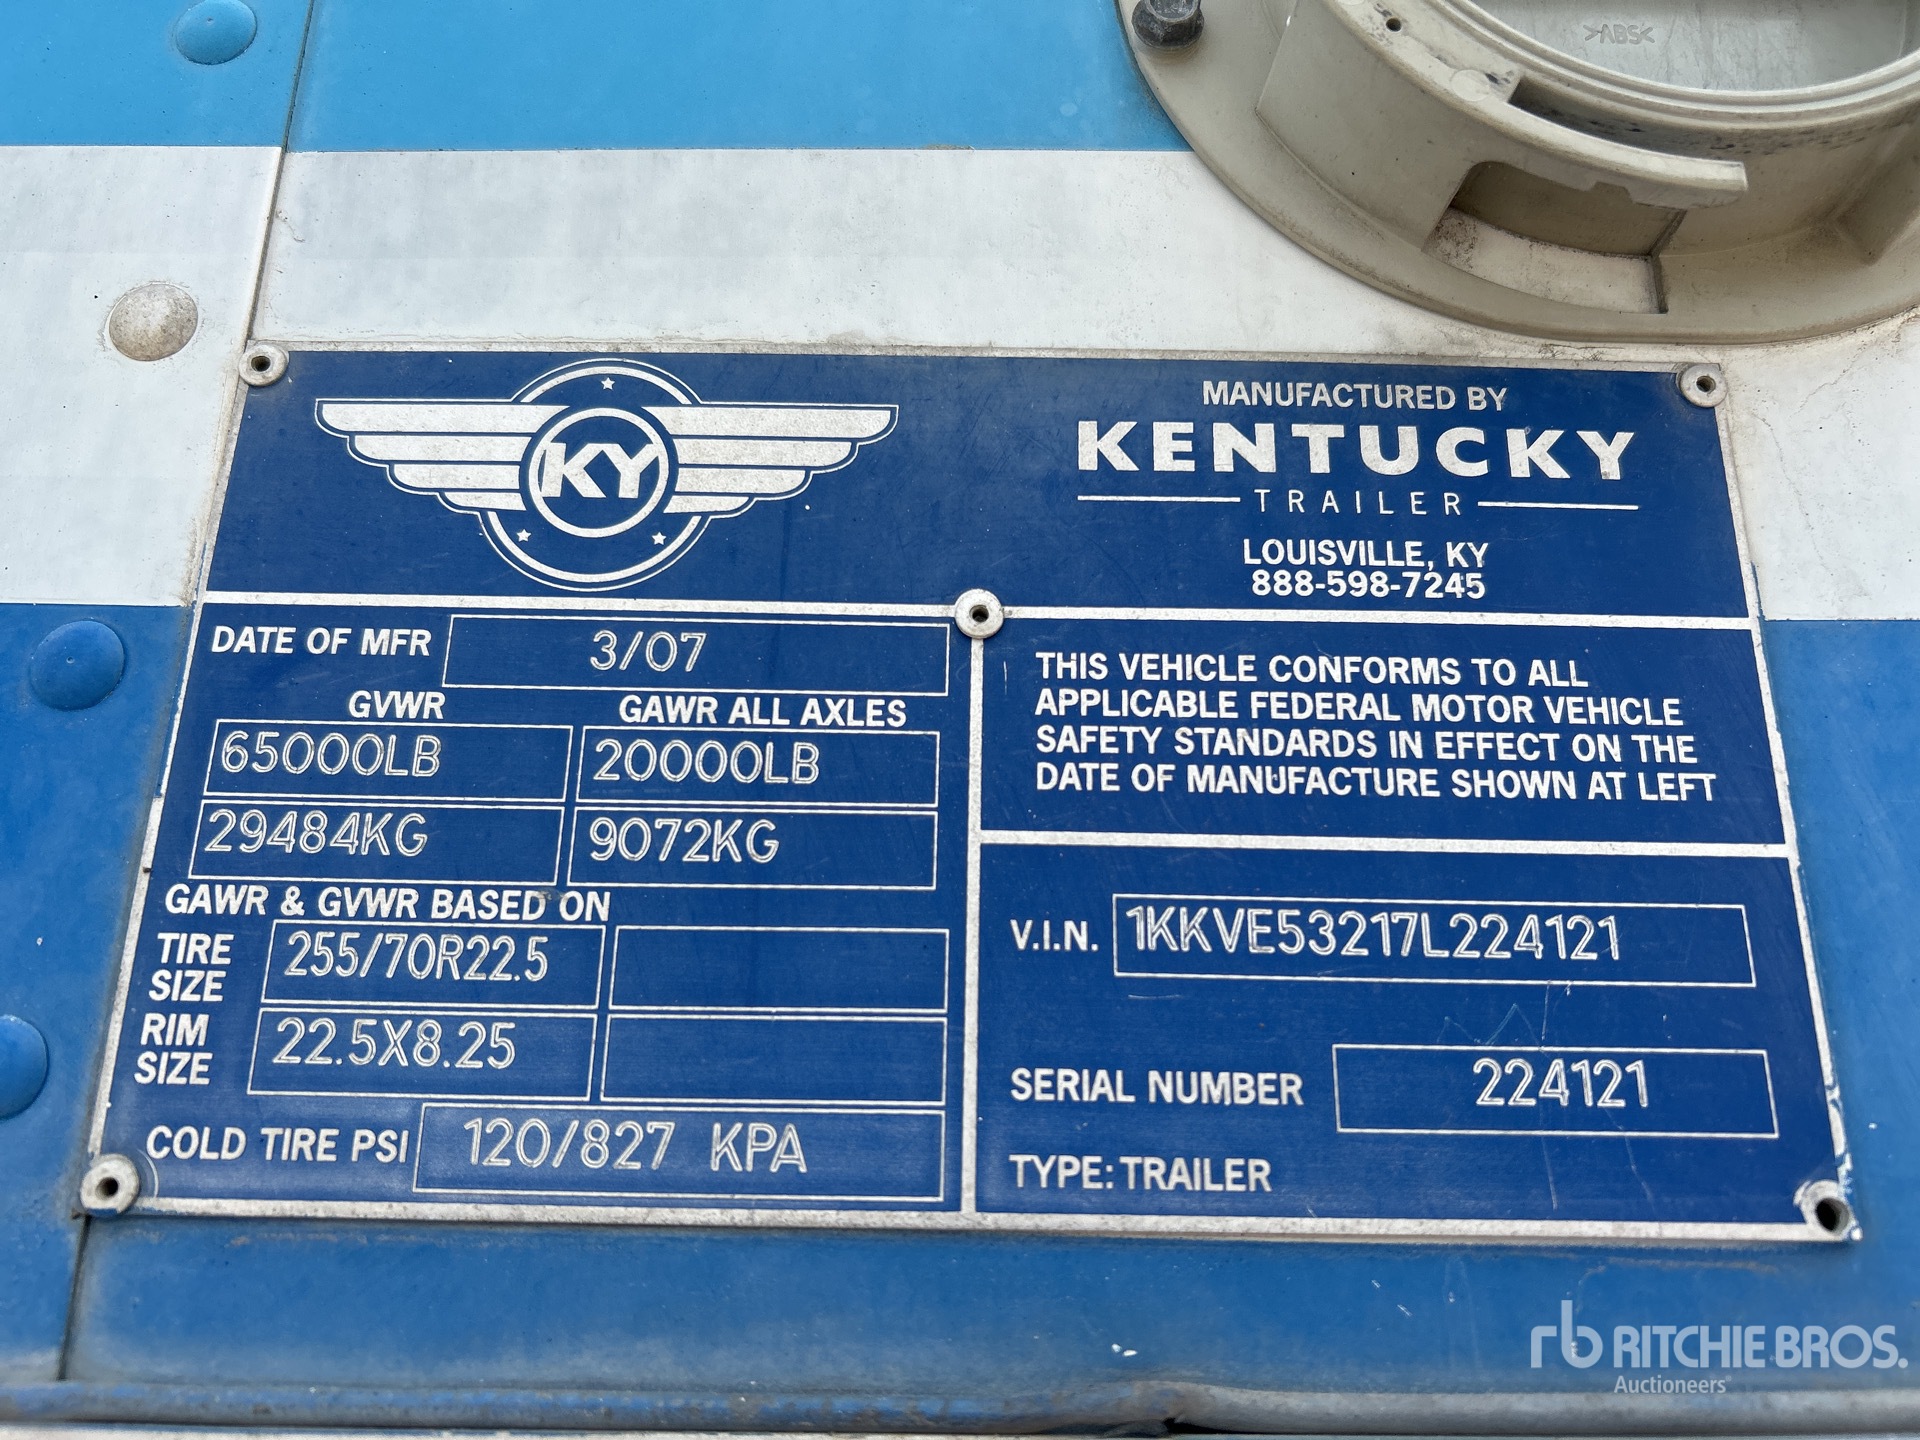 >ABS<
KY
MANUFACTURED BY
KENTUCKY
TRAILER
LOUISVILLE, KY
888-598-7245
DATE OF MFR 3/07
GVWR GAWR ALL AXLES
65000LB 20000LB
29484KG 9072KG
GAWR & GVWR BASED ON
TIRE SIZE 255/70R22.5
RIM SIZE 22.5X8.25
COLD TIRE PSI 120/827 KPA
THIS VEHICLE CONFORMS TO ALL
APPLICABLE FEDERAL MOTOR VEHICLE
SAFETY STANDARDS IN EFFECT ON THE
DATE OF MANUFACTURE SHOWN AT LEFT
V.I.N. 1KKVE53217L224121
SERIAL NUMBER 224121
TYPE: TRAILER
rb RITCHIE BROS.
Auctioneers